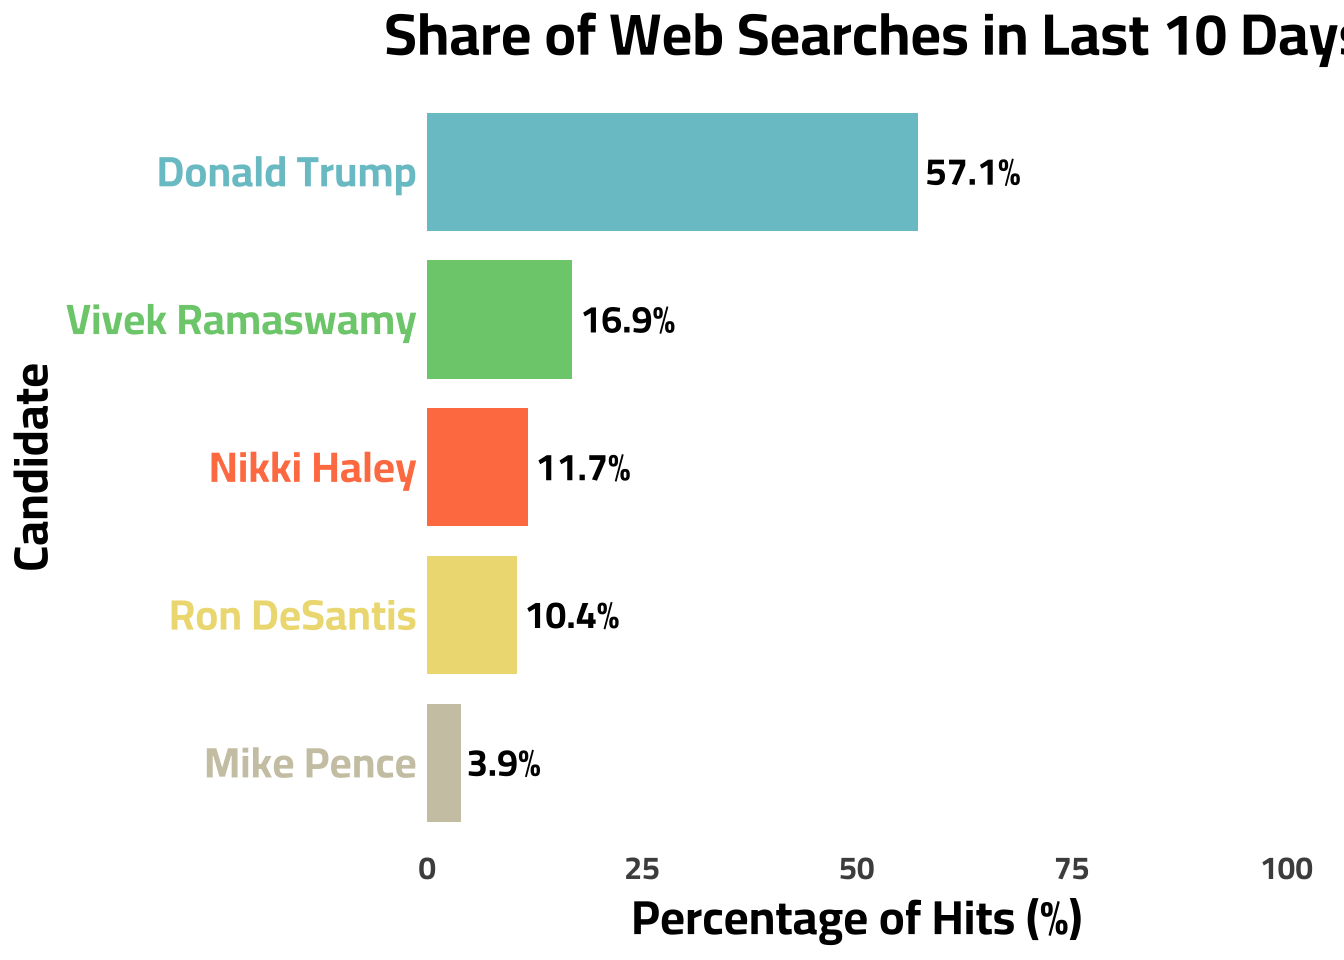 Share of Web Searches in Last 10 Days
Donald Trump 57.1%
Vivek Ramaswamy 16.9%
Nikki Haley 11.7%
Ron DeSantis 10.4%
Mike Pence 3.9%
Candidate
0 25 50 75 100
Percentage of Hits (%)